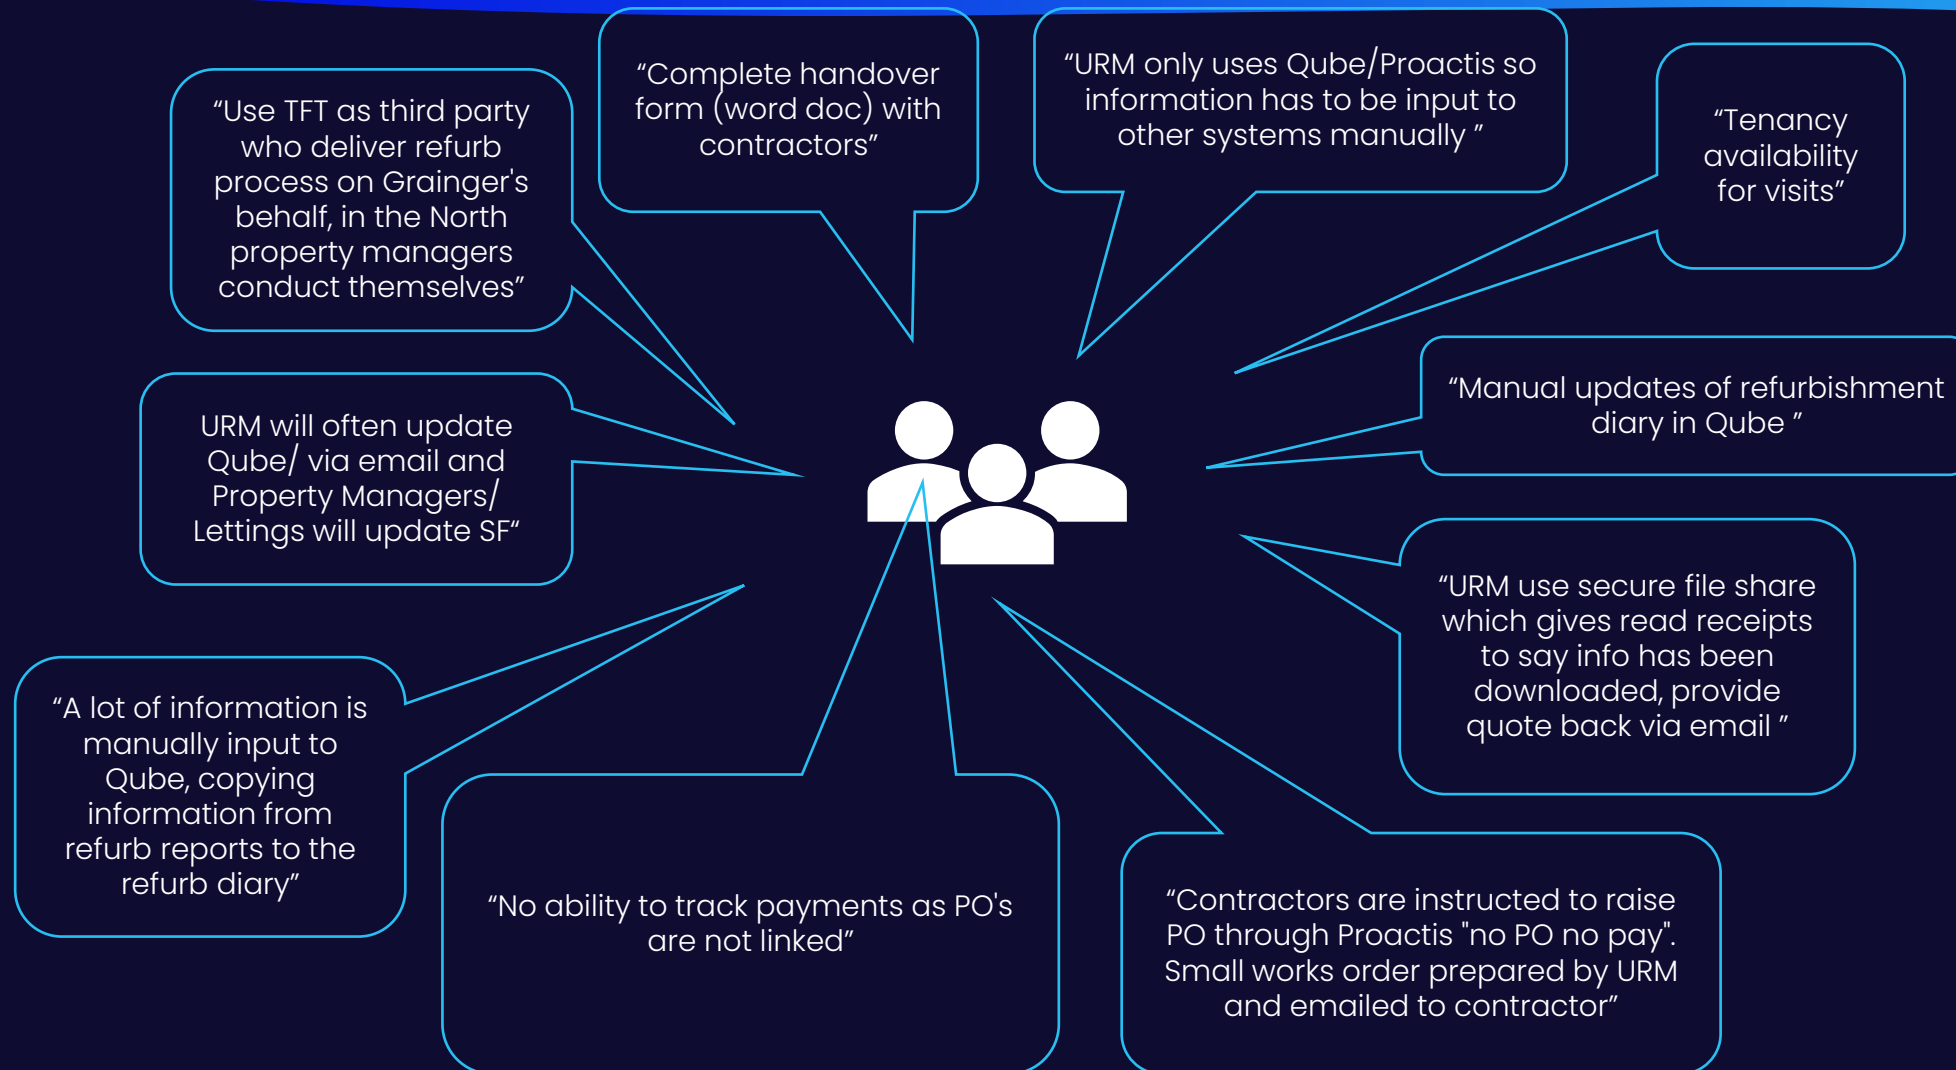 “Complete handover
form (word doc) with
contractors”
“URM only uses Qube/Proactis so
information has to be input to
other systems manually ”
“Use TFT as third party
who deliver refurb
process on Grainger's
behalf, in the North
property managers
conduct themselves”
“Tenancy
availability
for visits”
URM will often update
Qube/ via email and
Property Managers/
Lettings will update SF“
“Manual updates of refurbishment
diary in Qube ”
“URM use secure file share
which gives read receipts
to say info has been
downloaded, provide
quote back via email ”
“A lot of information is
manually input to
Qube, copying
information from
refurb reports to the
refurb diary”
“No ability to track payments as PO's
are not linked”
“Contractors are instructed to raise
PO through Proactis "no PO no pay".
Small works order prepared by URM
and emailed to contractor”